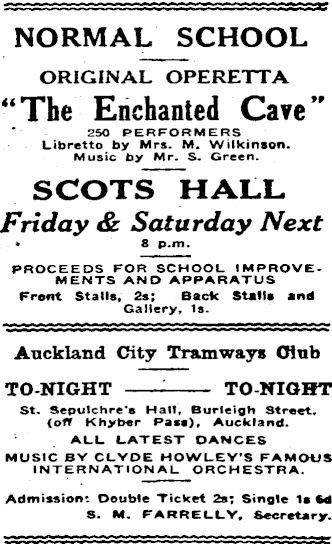 NORMAL SCHOOL
ORIGINAL OPERETTA
"The Enchanted Cave"
250 PERFORMERS
Libretto by Mrs. M. Wilkinson.
Music by Mr. S. Green.
SCOTS HALL
Friday & Saturday Next
8 p.m.
PROCEEDS FOR SCHOOL IMPROVE-
MENTS AND APPARATUS
Front Stalls, 2s; Back Stalls and
Gallery, 1s.
Auckland City Tramways Club
TO-NIGHT ——— TO-NIGHT
St. Sepulchre's Hall, Burleigh Street.
(off Khyber Pass), Auckland.
ALL LATEST DANCES
MUSIC BY CLYDE HOWLEY'S FAMOUS
INTERNATIONAL ORCHESTRA.
Admission: Double Ticket 2s; Single 1s 6d
S. M. FARRELLY, Secretary.